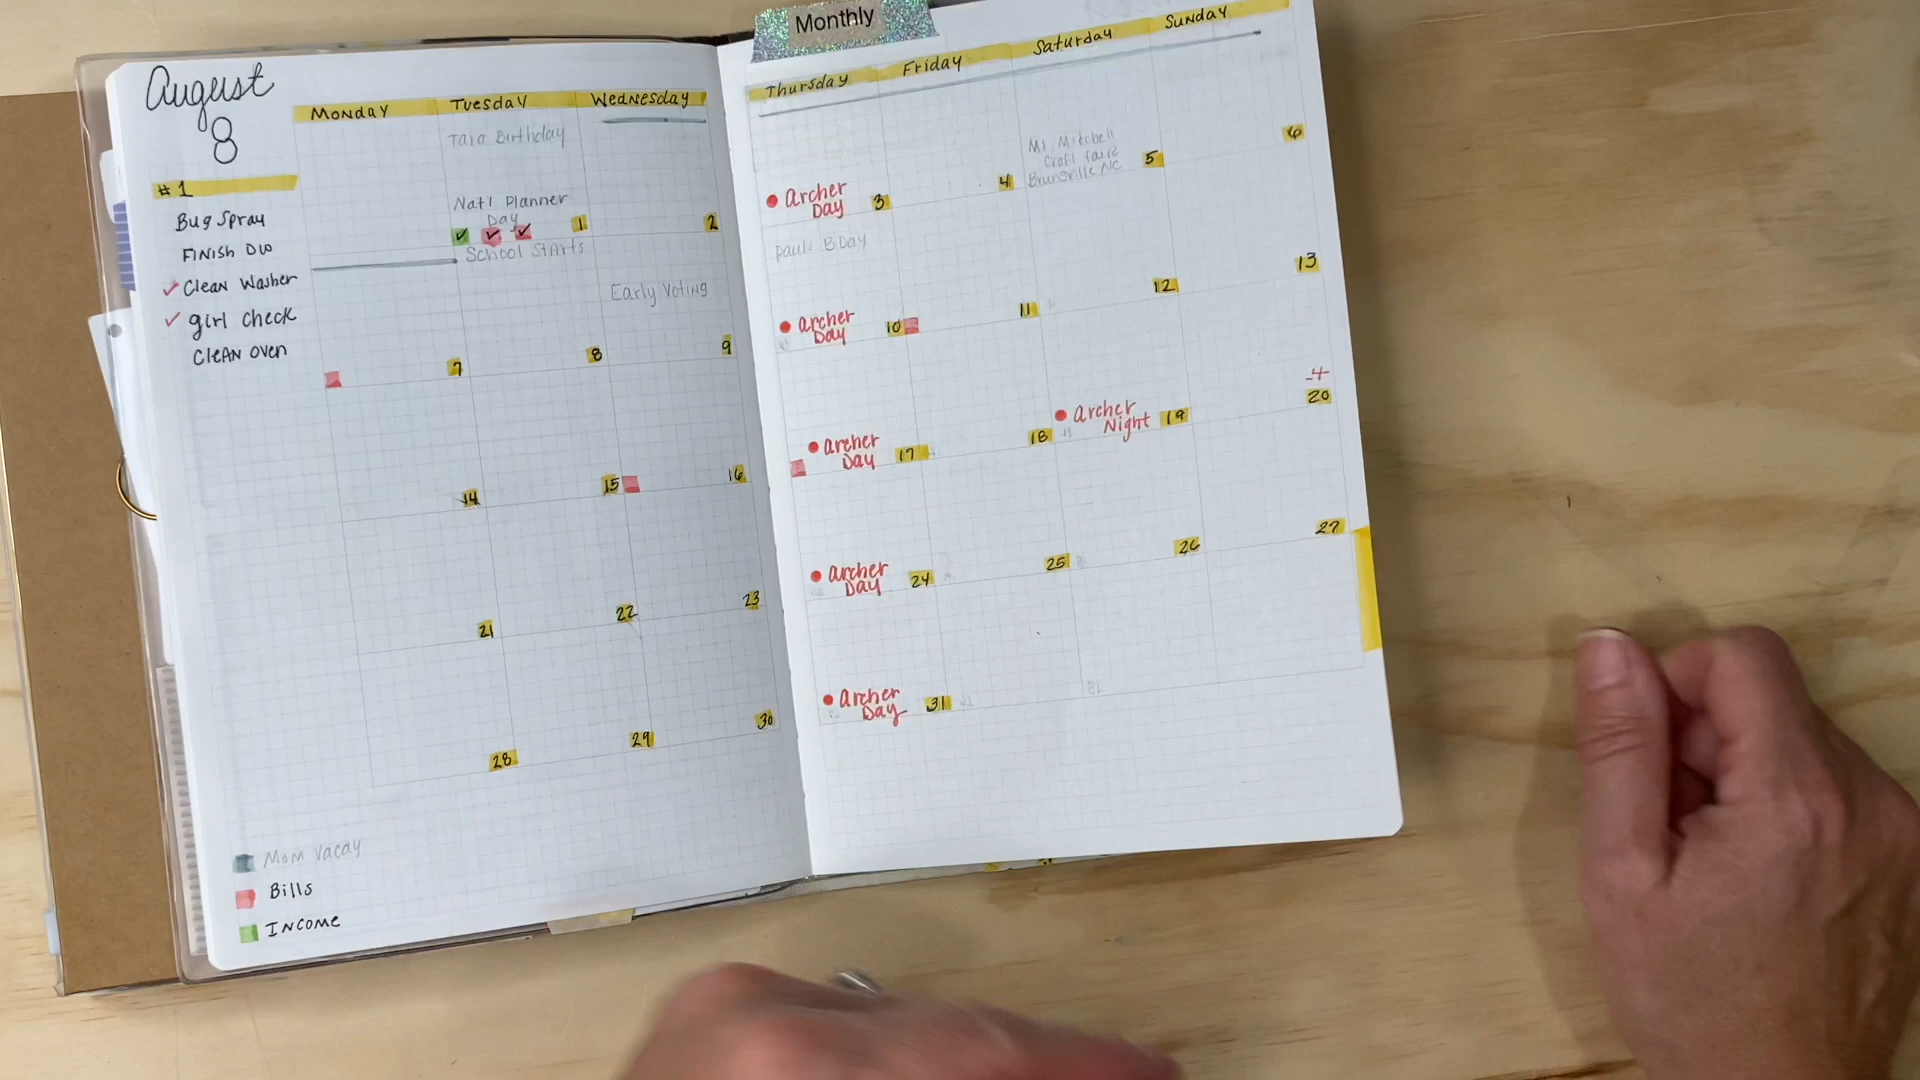 Monthly
August
8
Monday
Tuesday
Wednesday
Thursday
Friday
Saturday
Sunday
#1
Bug Spray
Finish Duo
Clean Washer
girl check
Clean oven
Tara Birthday
Nat'l Planner
Day
1
2
Archer
Day
3
4
Mt. Mitchell
Craft Faire
NC
5
6
School Starts
7
8
Early Voting
9
Pauls BDay
Archer
Day
10
11
12
13
14
15
16
Archer
Day
17
18
Archer
Night
19
4
20
21
22
23
Archer
Day
24
25
26
27
28
29
30
Archer
Day
31
Mom Vacay
Bills
Income